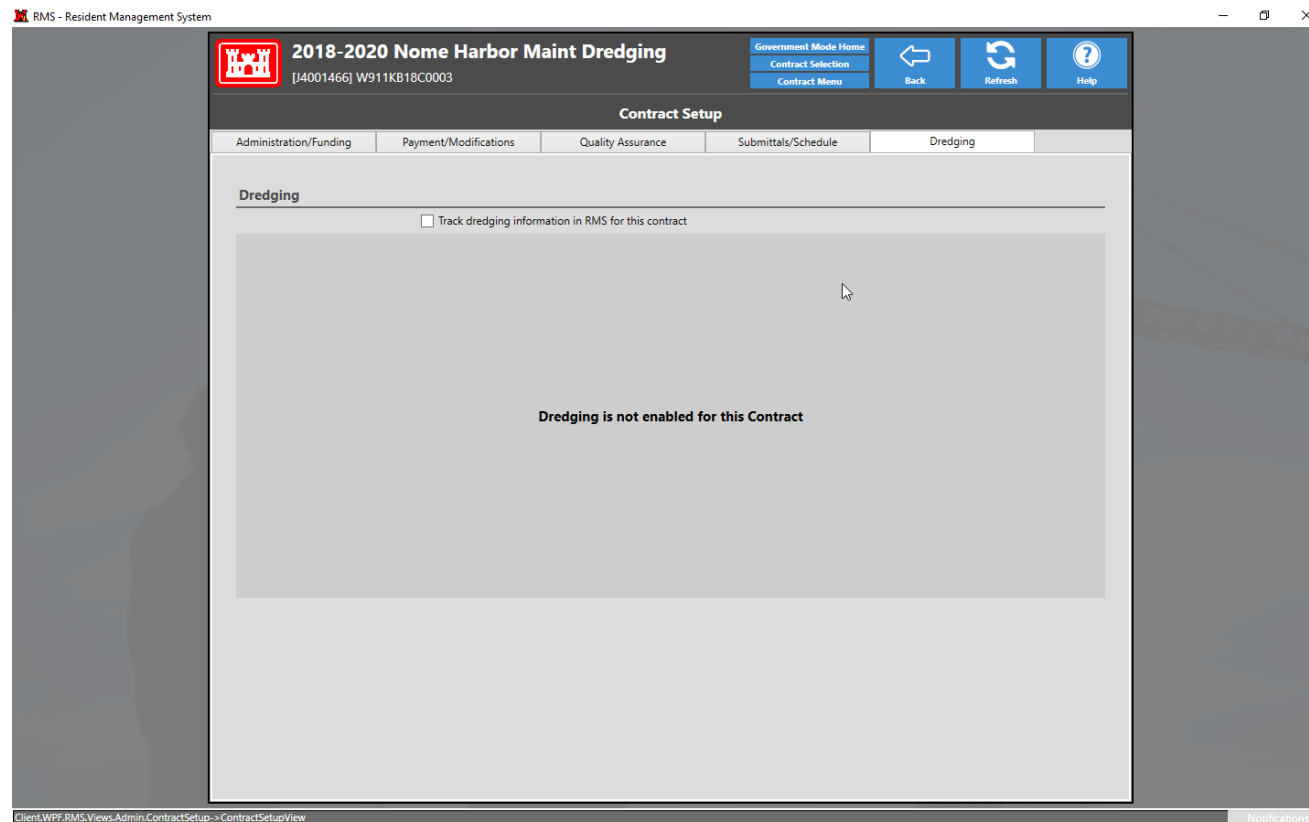 RMS - Resident Management System
2018-2020 Nome Harbor Maint Dredging
[J4001466] W911KB18C0003
Government Mode Home
Contract Selection
Contract Menu
Back
Refresh
Help
Contract Setup
Administration/Funding
Payment/Modifications
Quality Assurance
Submittals/Schedule
Dredging
Dredging
Track dredging information in RMS for this contract
Dredging is not enabled for this Contract
Client.WPF.RMS.Views.Admin.ContractSetup->ContractSetupView
Notifications